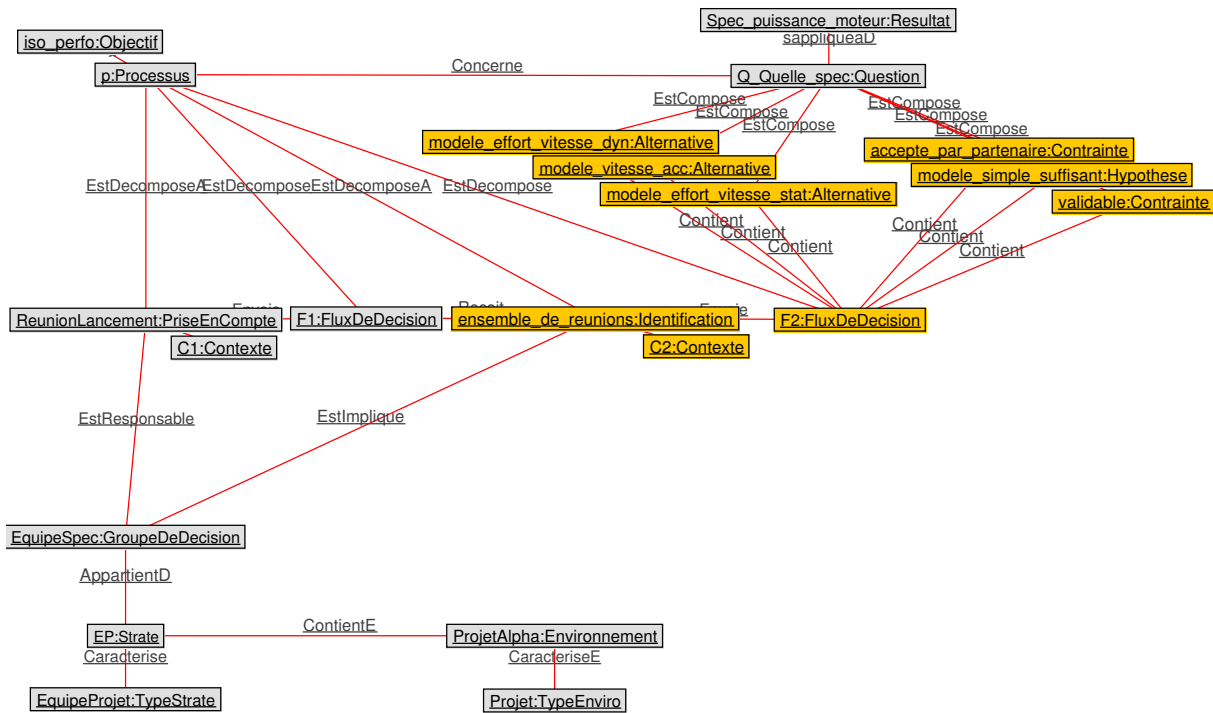 Spec_puissance_moteur:Resultat
iso_perfo:Objectif
sappliqueaD
p:Processus
Concerne
Q_Quelle_spec:Question
EstCompose
EstCompose
EstCompose
EstCompose
EstCompose
EstCompose
modele_effort_vitesse_dyn:Alternative
accepte_par_partenaire:Contrainte
modele_vitesse_acc:Alternative
modele_simple_suffisant:Hypothese
EstDecomposeA
EstDecompose
EstDecomposeA
EstDecompose
modele_effort_vitesse_stat:Alternative
validable:Contrainte
Contient
Contient
Contient
Contient
Contient
Contient
ReunionLancement:PriseEnCompte
F1:FluxDeDecision
ensemble_de_reunions:Identification
F2:FluxDeDecision
C1:Contexte
C2:Contexte
EstResponsable
EstImplique
EquipeSpec:GroupeDeDecision
AppartientD
EP:Strate
ContientE
ProjetAlpha:Environnement
Caracterise
CaracteriseE
EquipeProjet:TypeStrate
Projet:TypeEnviro